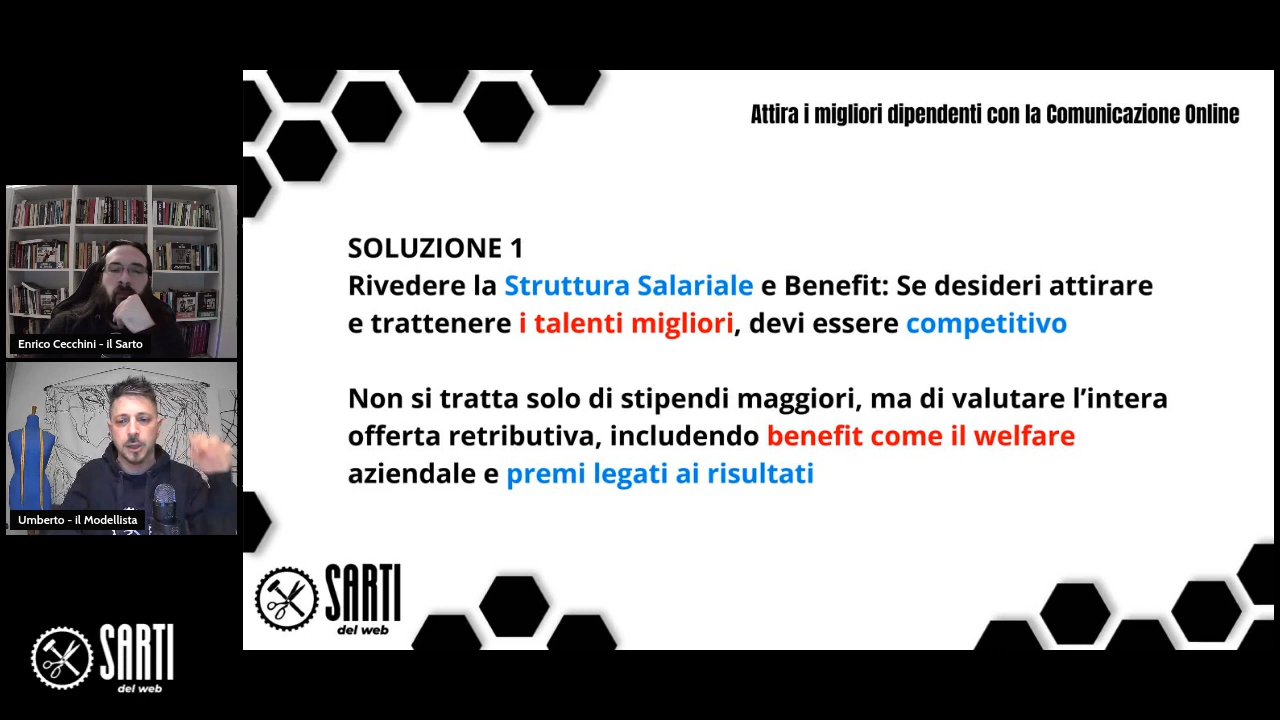 Attira i migliori dipendenti con la Comunicazione Online
SOLUZIONE 1
Rivedere la Struttura Salariale e Benefit: Se desideri attirare
e trattenere i talenti migliori, devi essere competitivo
Non si tratta solo di stipendi maggiori, ma di valutare l’intera
offerta retributiva, includendo benefit come il welfare
aziendale e premi legati ai risultati
Enrico Cecchini - il Sarto
Umberto - il Modellista
SARTI
del web
SARTI
del web